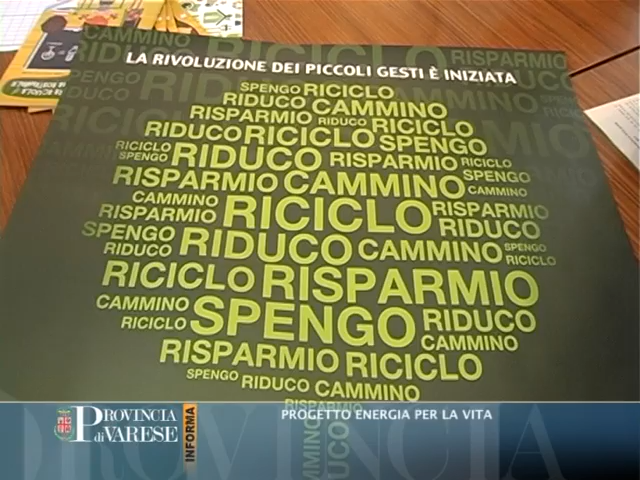 LA RIVOLUZIONE DEI PICCOLI GESTI È INIZIATA
CAMMINO
RISPARMIO
SPENGO RICICLO
RIDUCO CAMMINO
RISPARMIO RIDUCO RICICLO
RIDUCO RICICLO SPENGO
RICICLO SPENGO RIDUCO RISPARMIO RICICLO
RISPARMIO CAMMINO SPENGO CAMMINO
CAMMINO RISPARMIO RICICLO RISPARMIO RIDUCO
SPENGO RIDUCO RIDUCO CAMMINO SPENGO RICICLO
RICICLO RISPARMIO
CAMMINO RICICLO SPENGO RIDUCO CAMMINO
RISPARMIO RICICLO
SPENGO RIDUCO CAMMINO
RISPARMIO
PROVINCIA
di VARESE
INFORMA
PROGETTO ENERGIA PER LA VITA